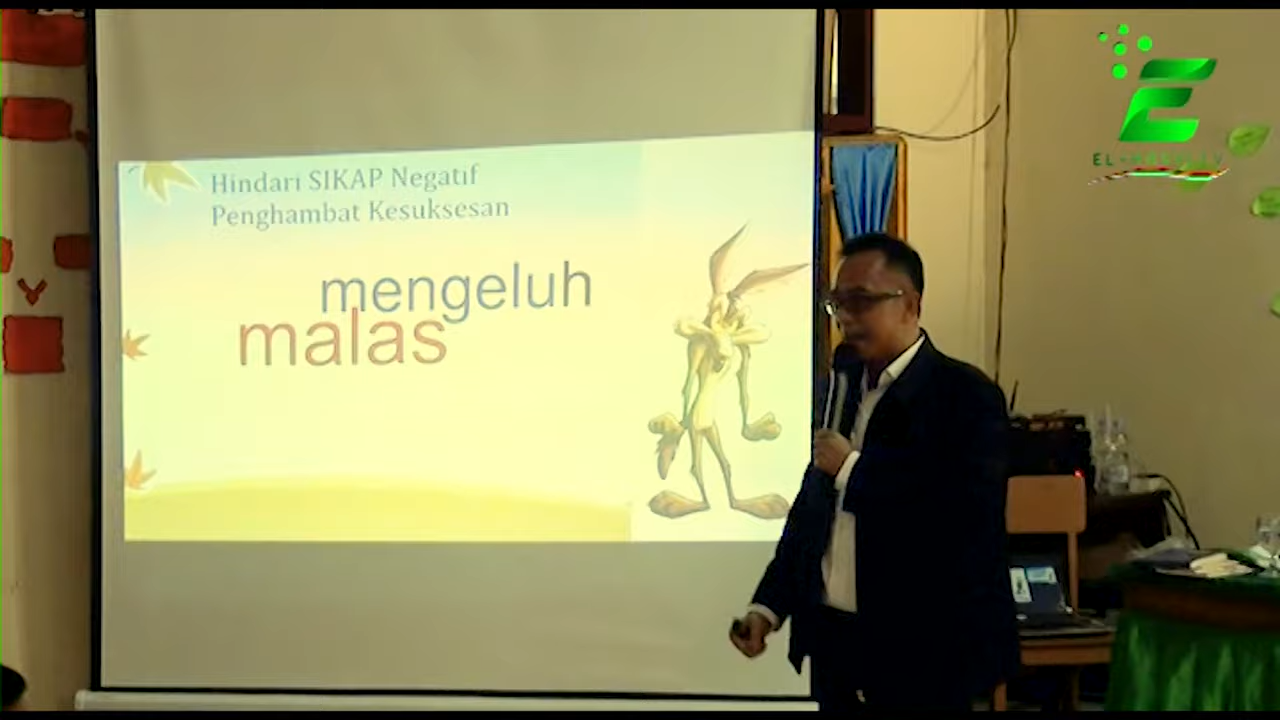 Hindari SIKAP Negatif
Penghambat Kesuksesan
mengeluh
malas
E